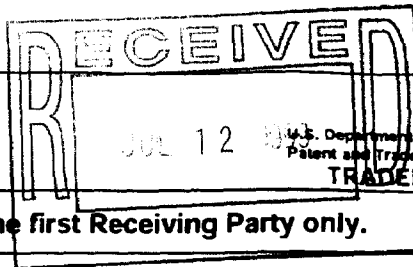 RECEIVED
JUL 12
U.S. Department
Patent and Trade
TRADE
first Receiving Party only.